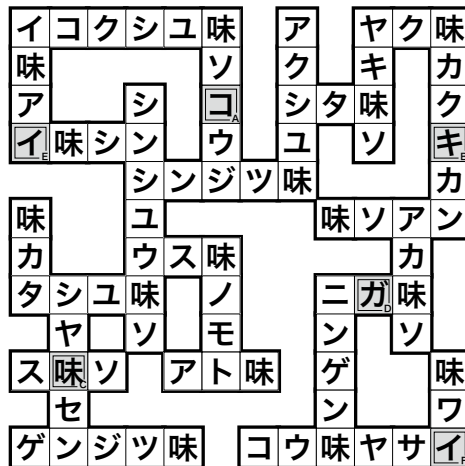 イコクシユ味 ア ヤク味
味 ソ ク キ カ
ア シ コA シタ味 ク
イE味シン ウ ユ ソ キ
シンジツ味 カ
味 ユ 味ソアン
カ ウス味 カ
タシユ味 ノ ニガD味
ヤ ソ モ ン ソ
ス味Cソ アト味 ゲ 味
セ ン ワ
ゲンジツ味 コウ味ヤサイ